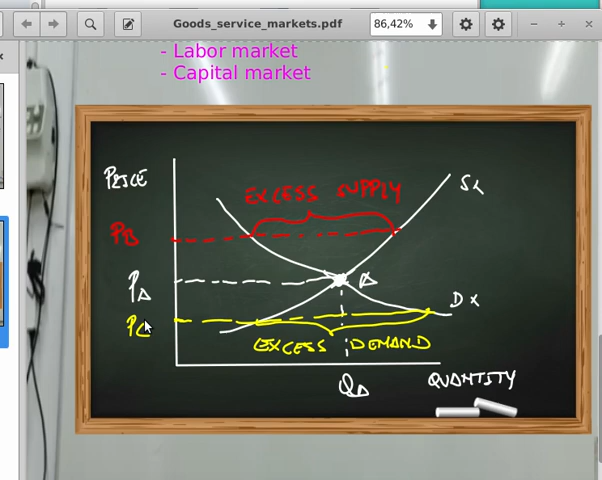 Goods_service_markets.pdf
86,42%
- Labor market
- Capital market
PRICE
EXCESS SUPPLY
SX
PB
PA
A
DX
PC
EXCESS DEMAND
QA
QUANTITY